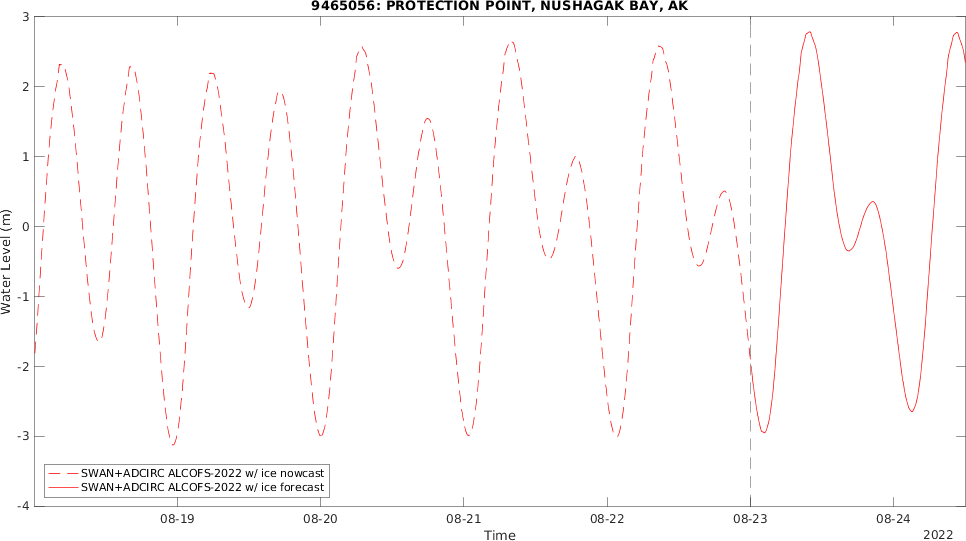 9465056: PROTECTION POINT, NUSHAGAK BAY, AK
3
2
1
0
-1
-2
-3
-4
Water Level (m)
SWAN+ADCIRC ALCOFS-2022 w/ ice nowcast
SWAN+ADCIRC ALCOFS-2022 w/ ice forecast
08-19 08-20 08-21 08-22 08-23 08-24
Time
2022